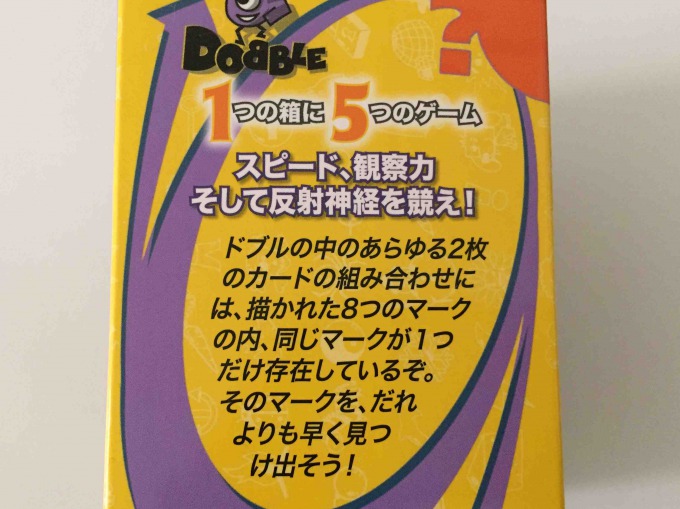 DOBBLE
?
1つの箱に 5つのゲーム
スピード、観察力
そして反射神経を競え!
ドブルの中のあらゆる2枚
のカードの組み合わせに
は、描かれた8つのマーク
の内、同じマークが1つ
だけ存在しているぞ。
そのマークを、だれ
よりも早く見つ
け出そう!